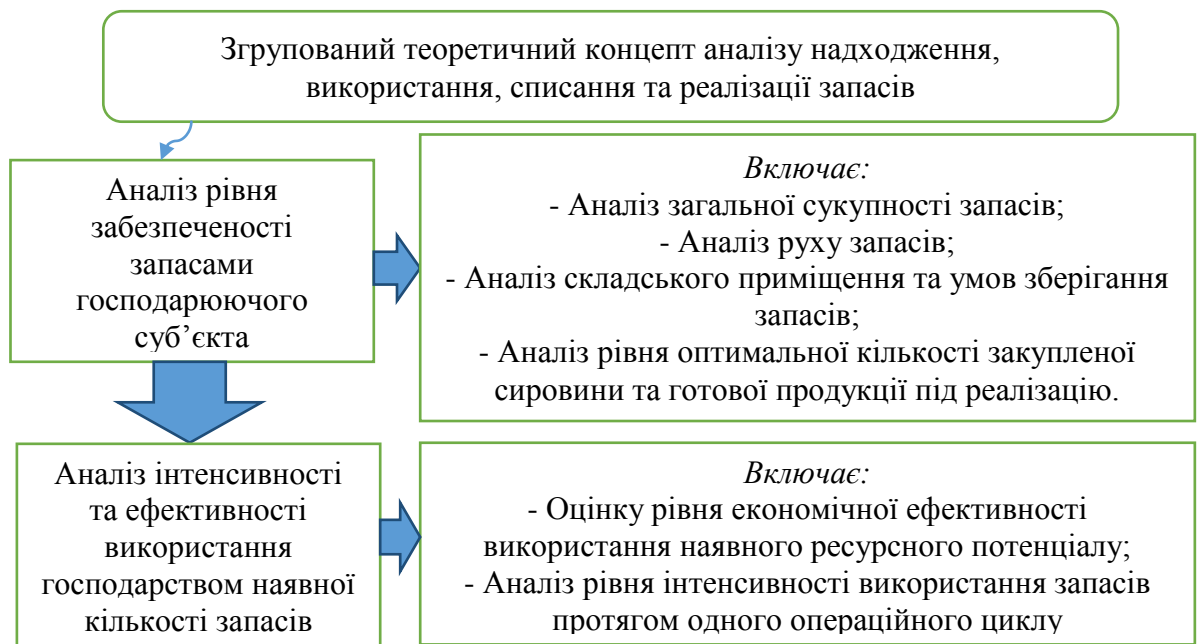 Згрупований теоретичний концепт аналізу надходження,
використання, списання та реалізації запасів
Аналіз рівня
забезпеченості
запасами
господарюючого
суб’єкта
Включає:
- Аналіз загальної сукупності запасів;
- Аналіз руху запасів;
- Аналіз складського приміщення та умов зберігання
запасів;
- Аналіз рівня оптимальної кількості закупленої
сировини та готової продукції під реалізацію.
Аналіз інтенсивності
та ефективності
використання
господарством наявної
кількості запасів
Включає:
- Оцінку рівня економічної ефективності
використання наявного ресурсного потенціалу;
- Аналіз рівня інтенсивності використання запасів
протягом одного операційного циклу